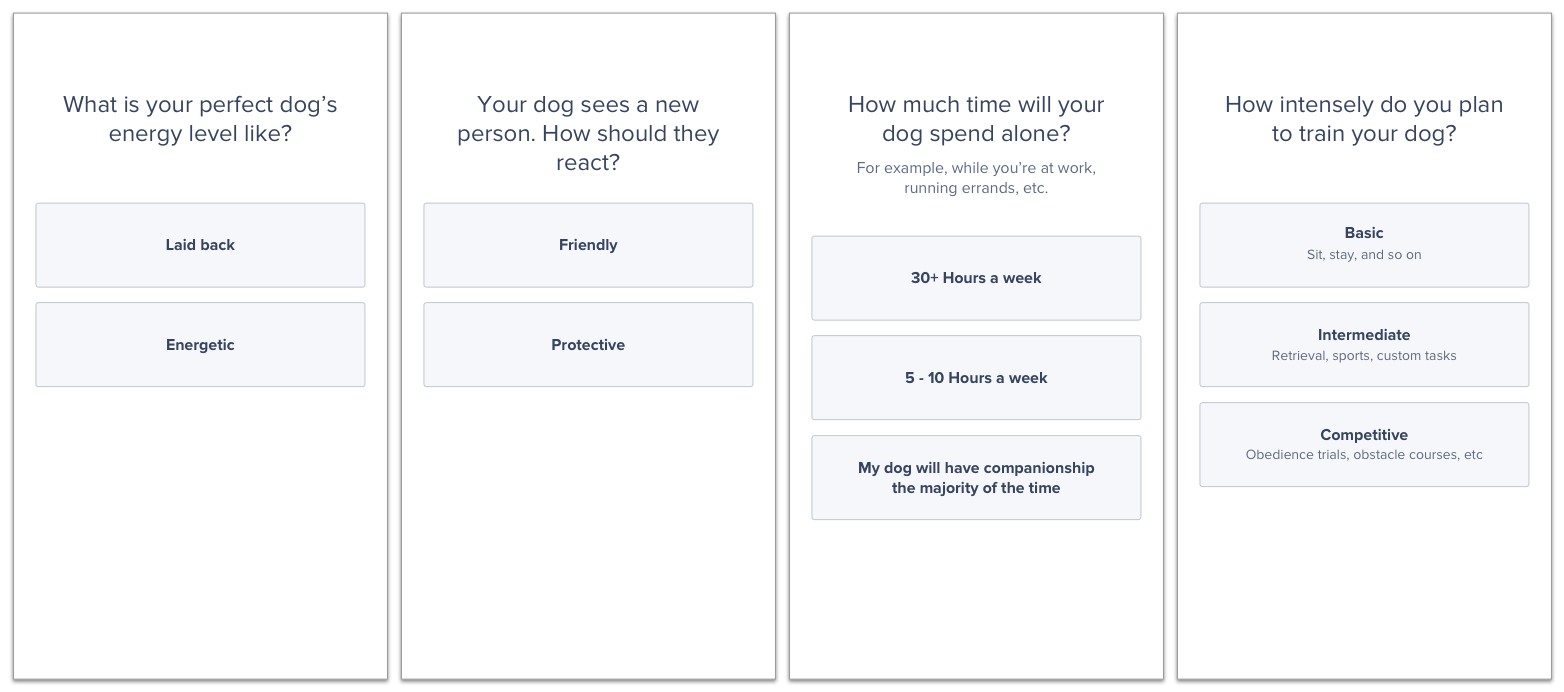 What is your perfect dog’s
energy level like?
Laid back
Energetic
Your dog sees a new
person. How should they
react?
Friendly
Protective
How much time will your
dog spend alone?
For example, while you’re at work,
running errands, etc.
30+ Hours a week
5 - 10 Hours a week
My dog will have companionship
the majority of the time
How intensely do you plan
to train your dog?
Basic
Sit, stay, and so on
Intermediate
Retrieval, sports, custom tasks
Competitive
Obedience trials, obstacle courses, etc